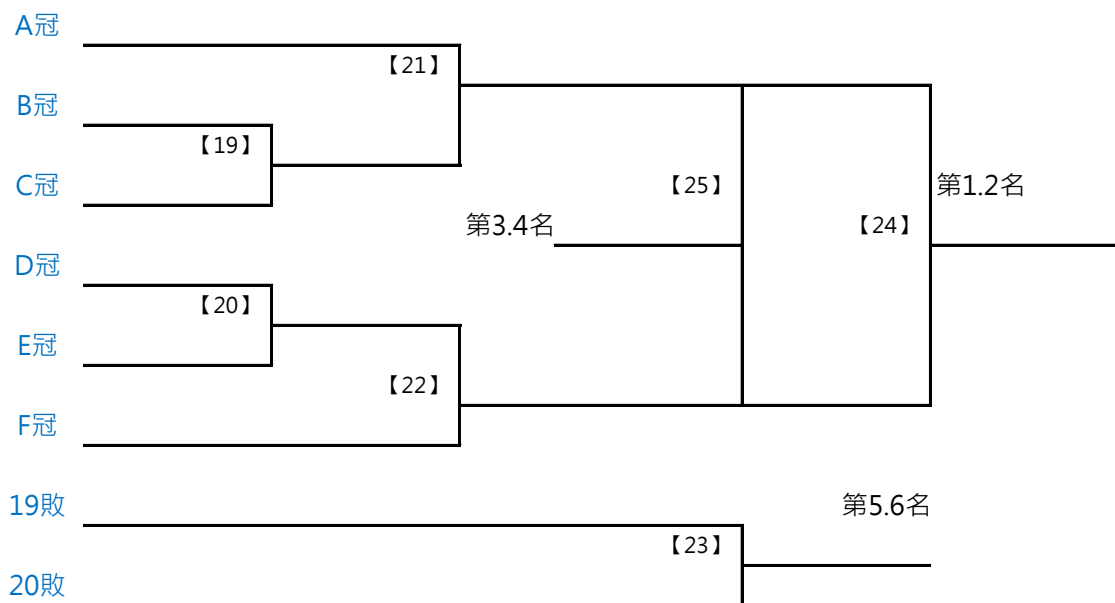 A冠
【21】
B冠
【19】
C冠
【25】
第1.2名
第3.4名
【24】
D冠
【20】
E冠
【22】
F冠
19敗
第5.6名
【23】
20敗